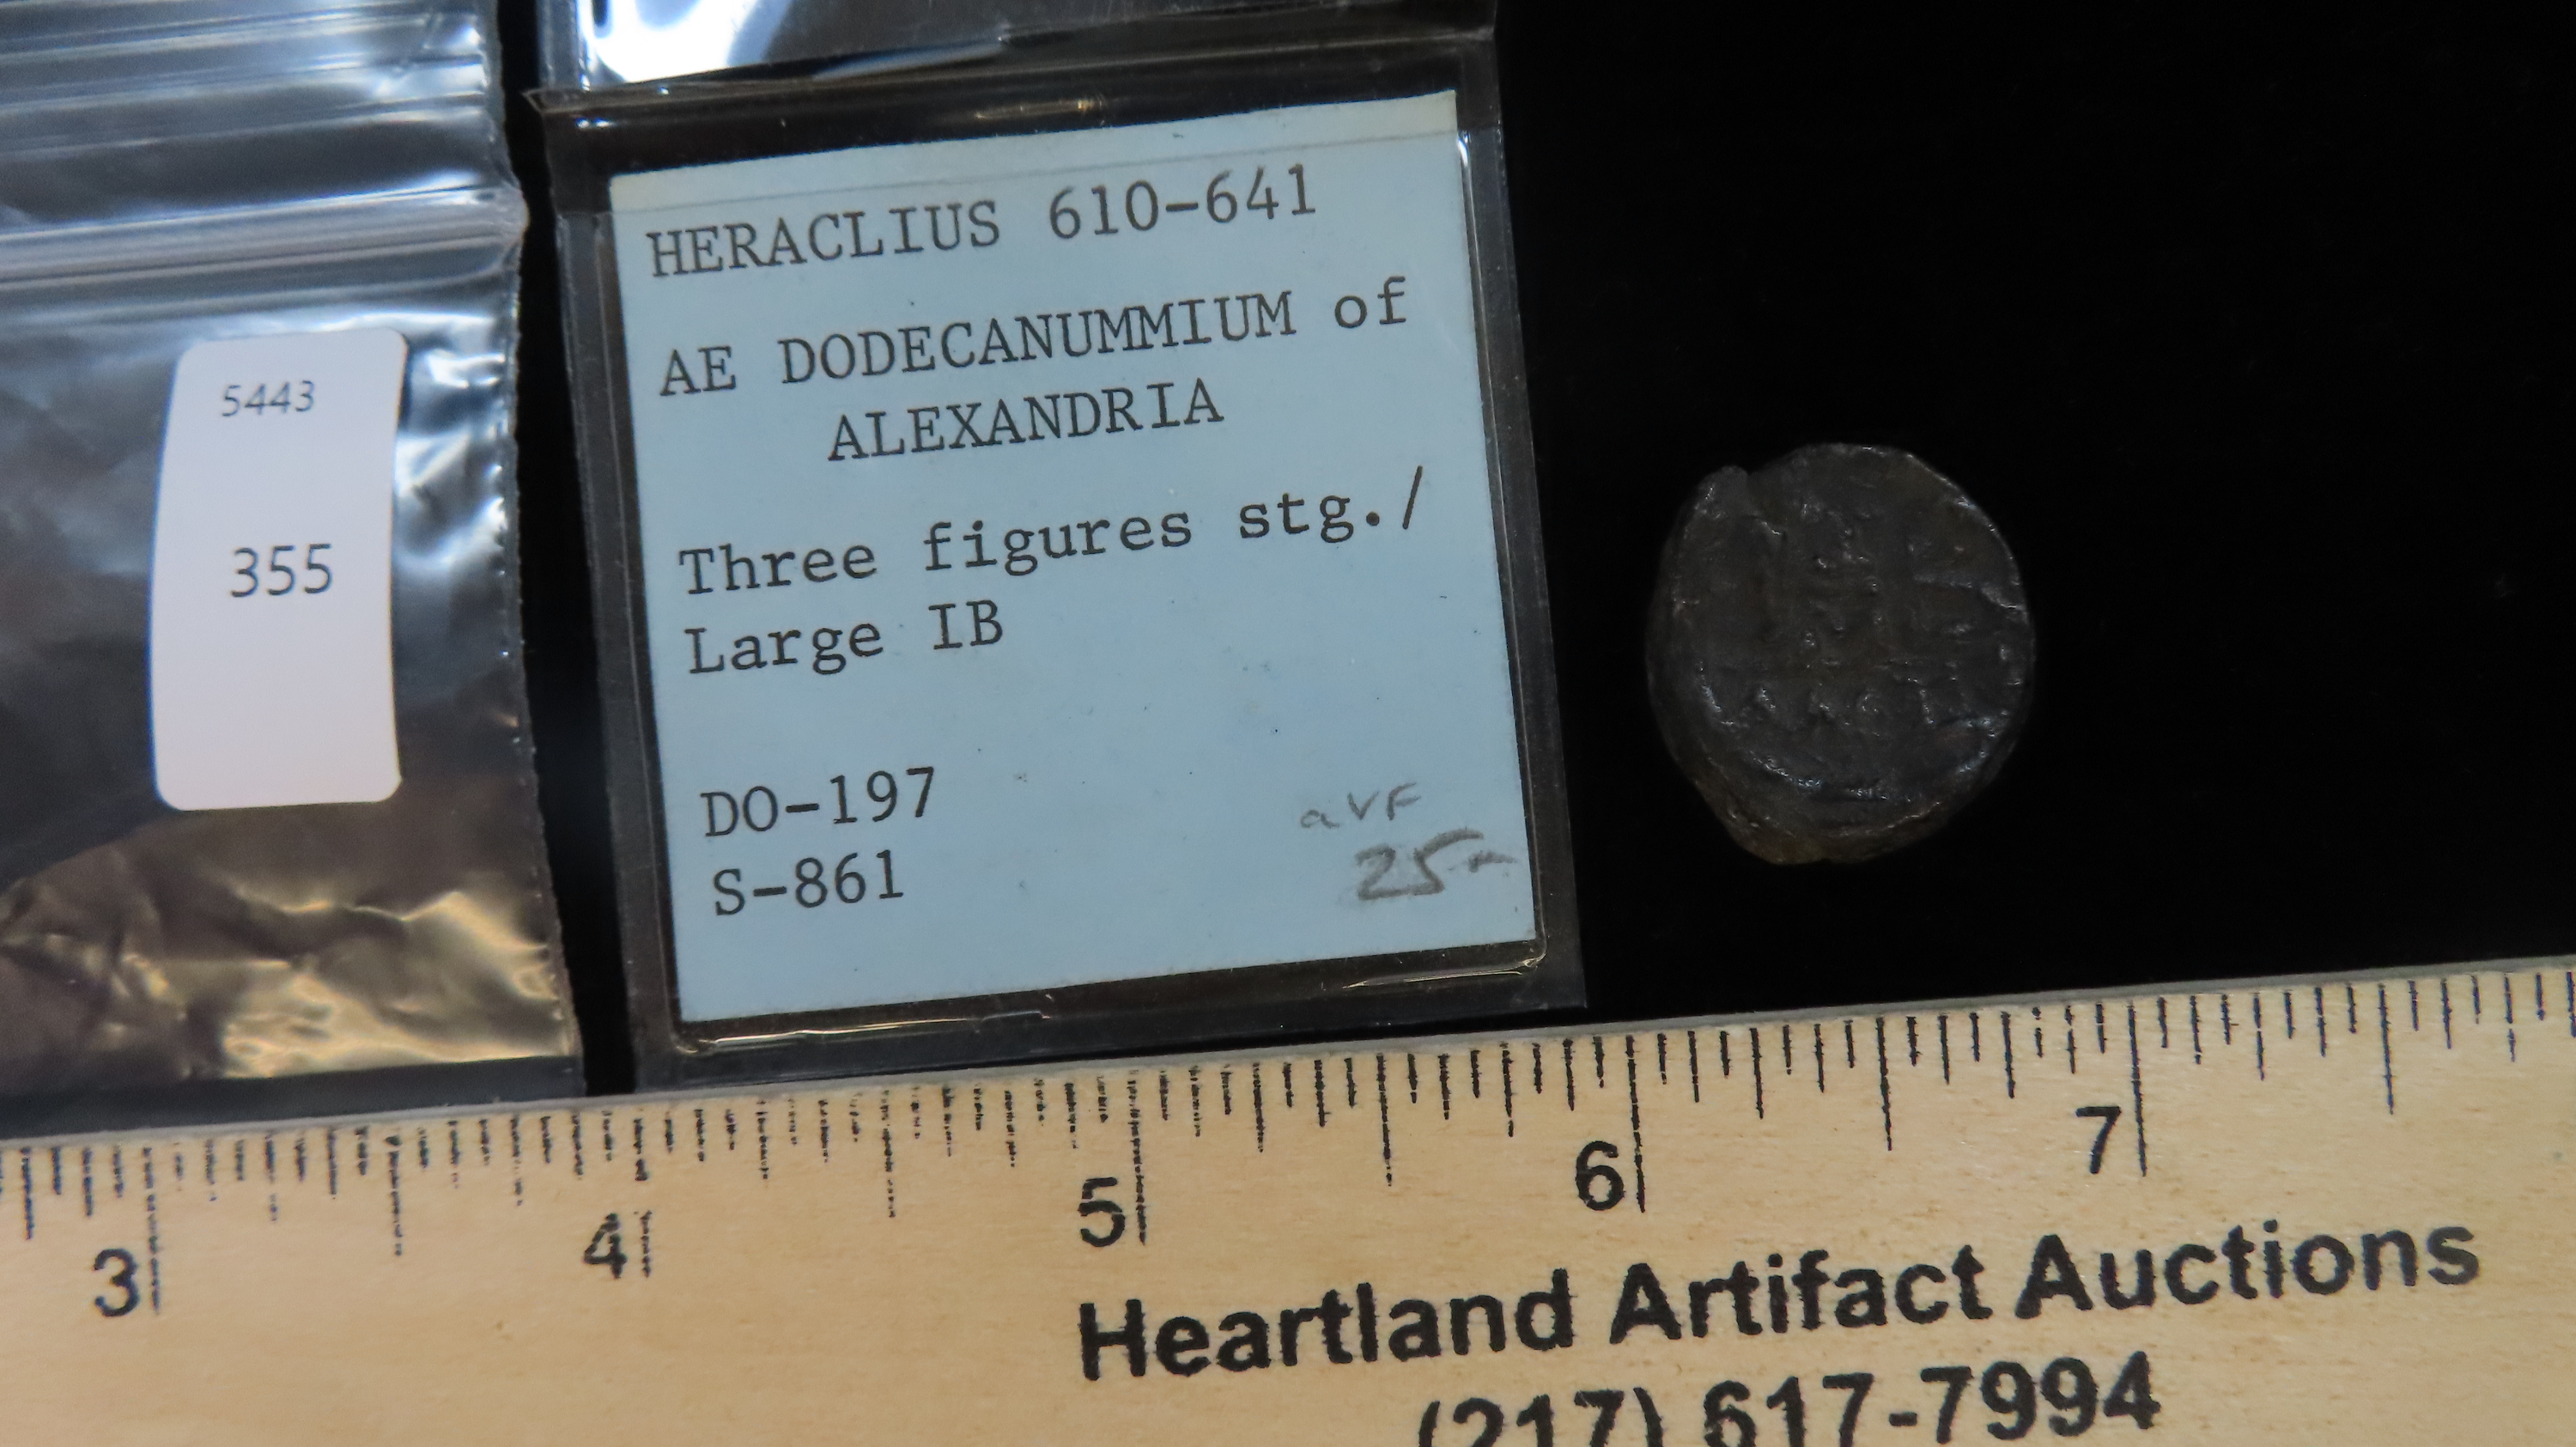 5443
355
HERACLIUS 610-641
AE DODECANUMMIUM of
ALEXANDRIA
Three figures stg./
Large IB
DO-197
S-861
aVF
25-
3 4 5 6 7
Heartland Artifact Auctions
(217) 617-7994